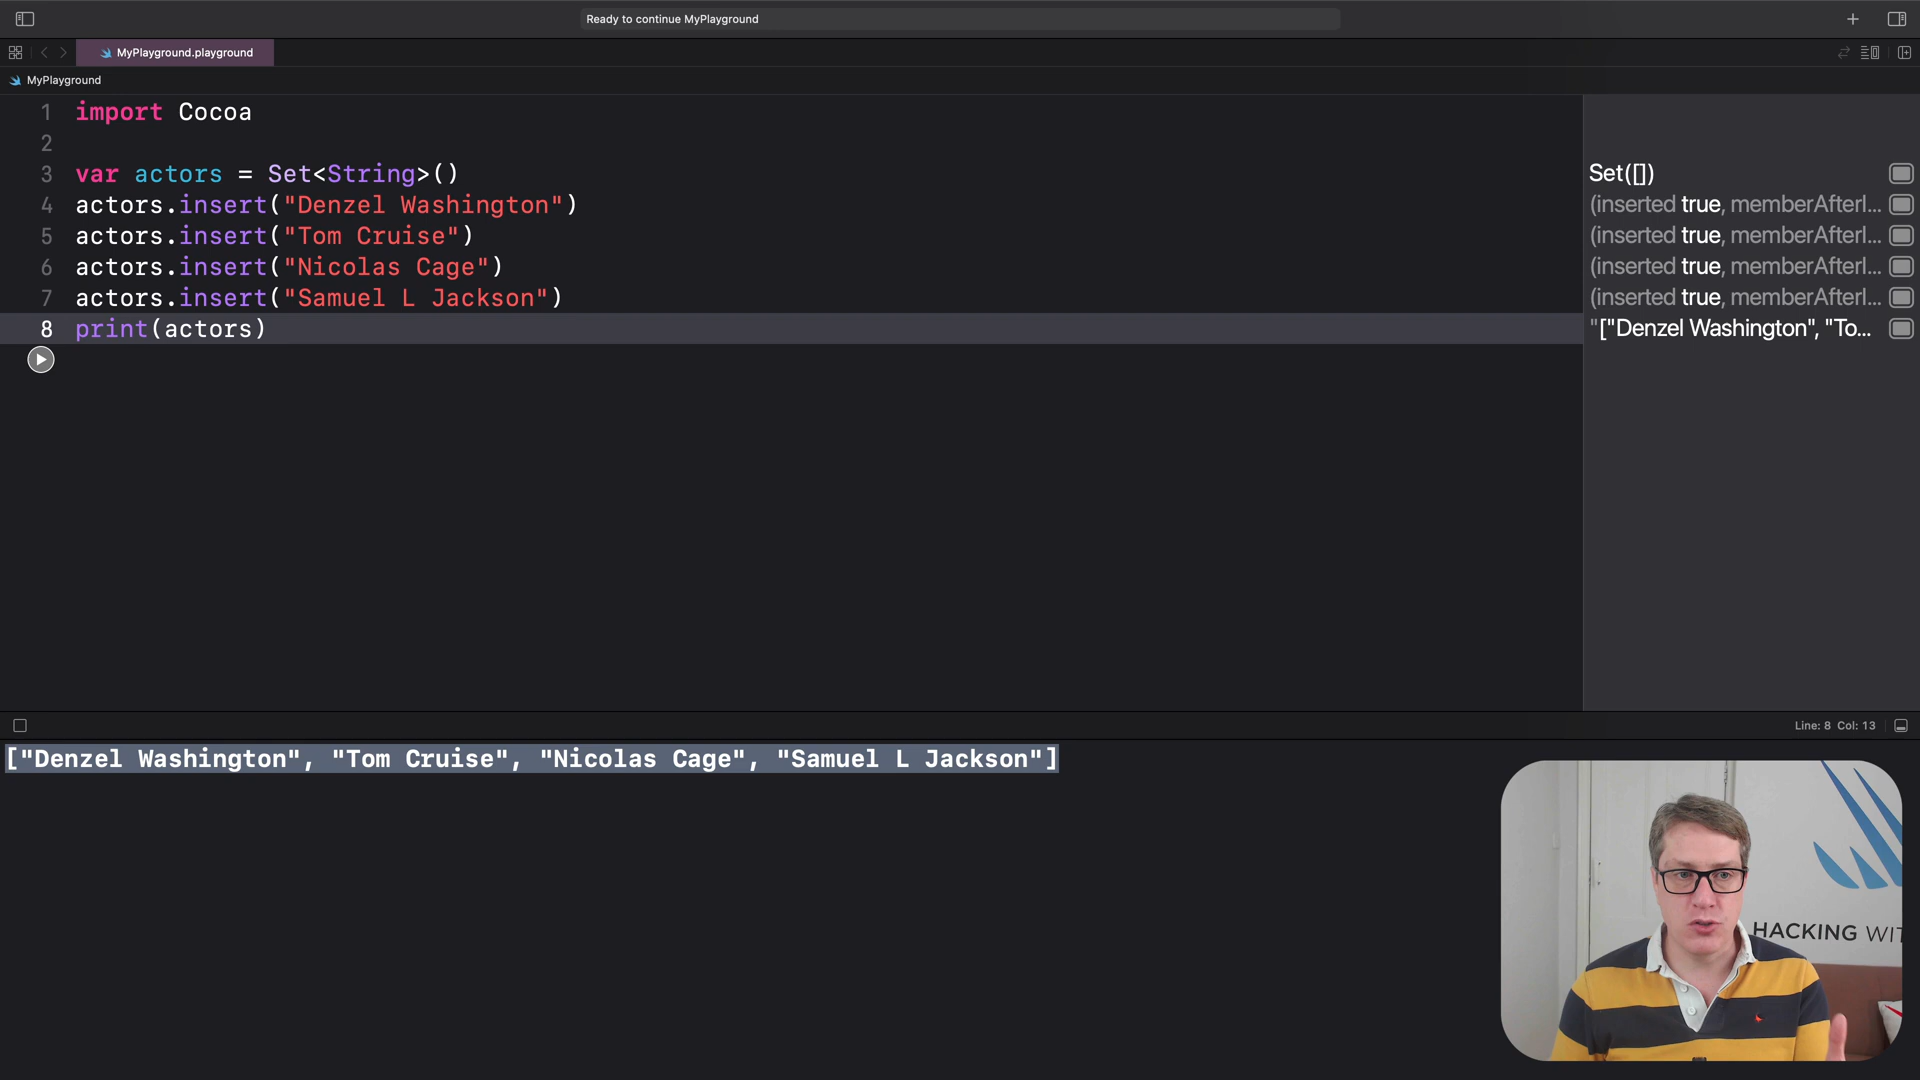 Ready to continue MyPlayground
MyPlayground.playground
MyPlayground
1 import Cocoa
2
3 var actors = Set<String>()
4 actors.insert("Denzel Washington")
5 actors.insert("Tom Cruise")
6 actors.insert("Nicolas Cage")
7 actors.insert("Samuel L Jackson")
8 print(actors)
Set([])
(inserted true, memberAfterI...
(inserted true, memberAfterI...
(inserted true, memberAfterI...
(inserted true, memberAfterI...
"["Denzel Washington", "To...
Line: 8 Col: 13
["Denzel Washington", "Tom Cruise", "Nicolas Cage", "Samuel L Jackson"]
HACKING WIT